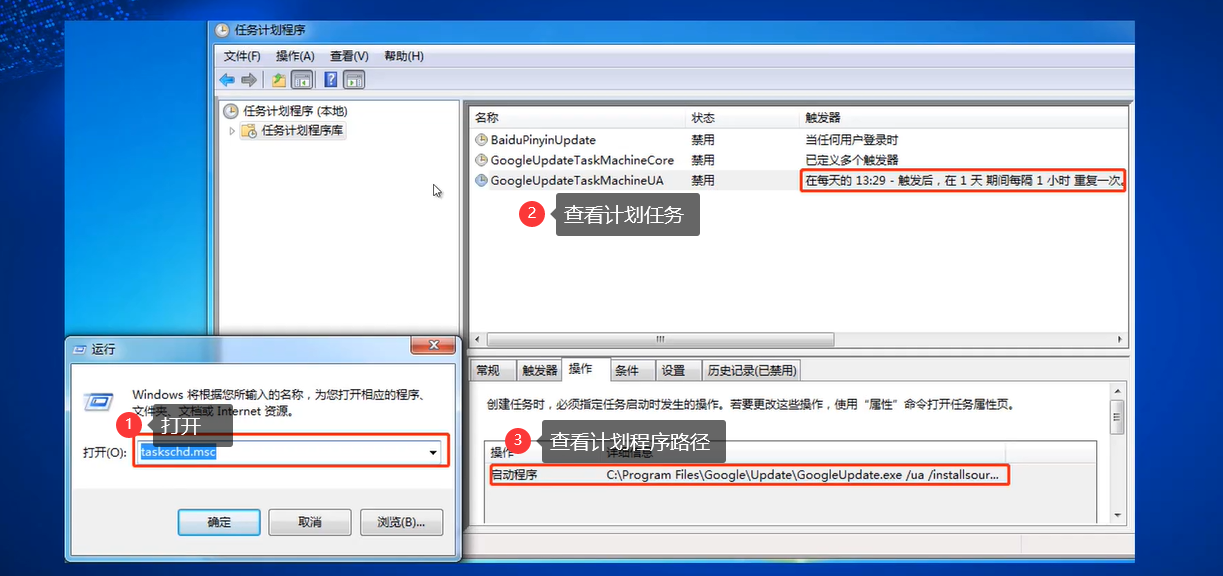 任务计划程序
文件(F) 操作(A) 查看(V) 帮助(H)
任务计划程序 (本地)
任务计划程序库
名称 状态 触发器
BaiduPinyinUpdate 禁用 当任何用户登录时
GoogleUpdateTaskMachineCore 禁用 已定义多个触发器
GoogleUpdateTaskMachineUA 禁用 在每天的 13:29 - 触发后，在 1 天 期间每隔 1 小时 重复一次。
2 查看计划任务
运行
Windows 将根据您所输入的名称，为您打开相应的程序、
文件夹、文档或 Internet 资源。
1 打开
打开(O): taskschd.msc
确定 取消 浏览(B)...
常规 触发器 操作 条件 设置 历史记录(已禁用)
创建任务时，必须指定任务启动时发生的操作。若要更改这些操作，使用“属性”命令打开任务属性页。
3 查看计划程序路径
操作 详细信息
启动程序 C:\Program Files\Google\Update\GoogleUpdate.exe /ua /installsour...